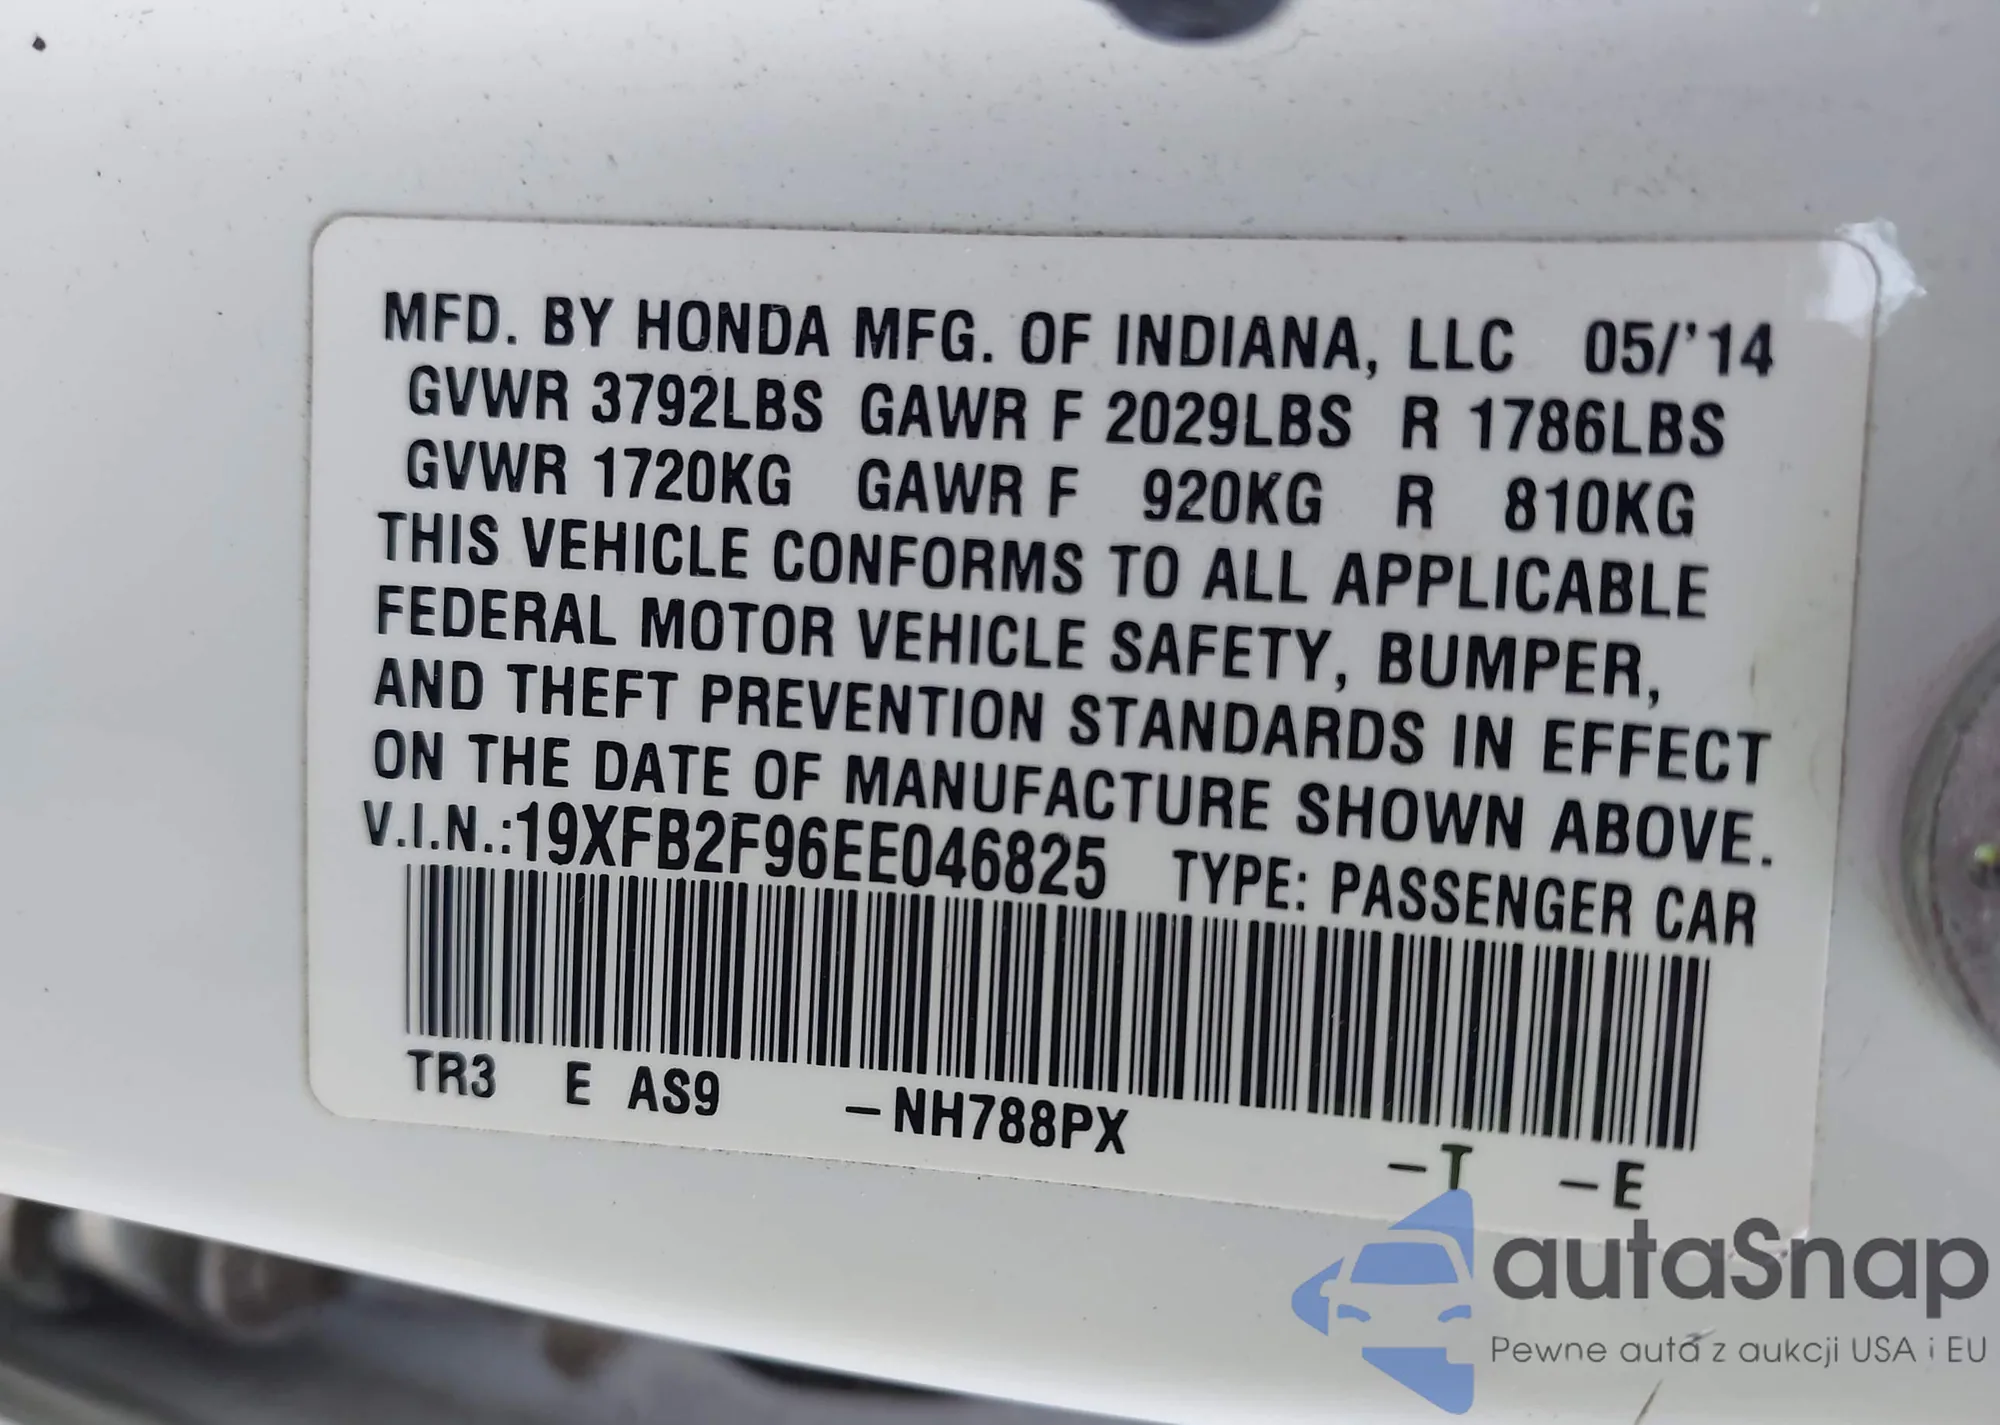 MFD. BY HONDA MFG. OF INDIANA, LLC 05/'14
GVWR 3792LBS GAWR F 2029LBS R 1786LBS
GVWR 1720KG GAWR F 920KG R 810KG
THIS VEHICLE CONFORMS TO ALL APPLICABLE
FEDERAL MOTOR VEHICLE SAFETY, BUMPER,
AND THEFT PREVENTION STANDARDS IN EFFECT
ON THE DATE OF MANUFACTURE SHOWN ABOVE.
V.I.N.:19XFB2F96EE046825 TYPE: PASSENGER CAR
TR3 E AS9 -NH788PX -T -E
autaSnap
Pewne auta z aukcji USA i EU